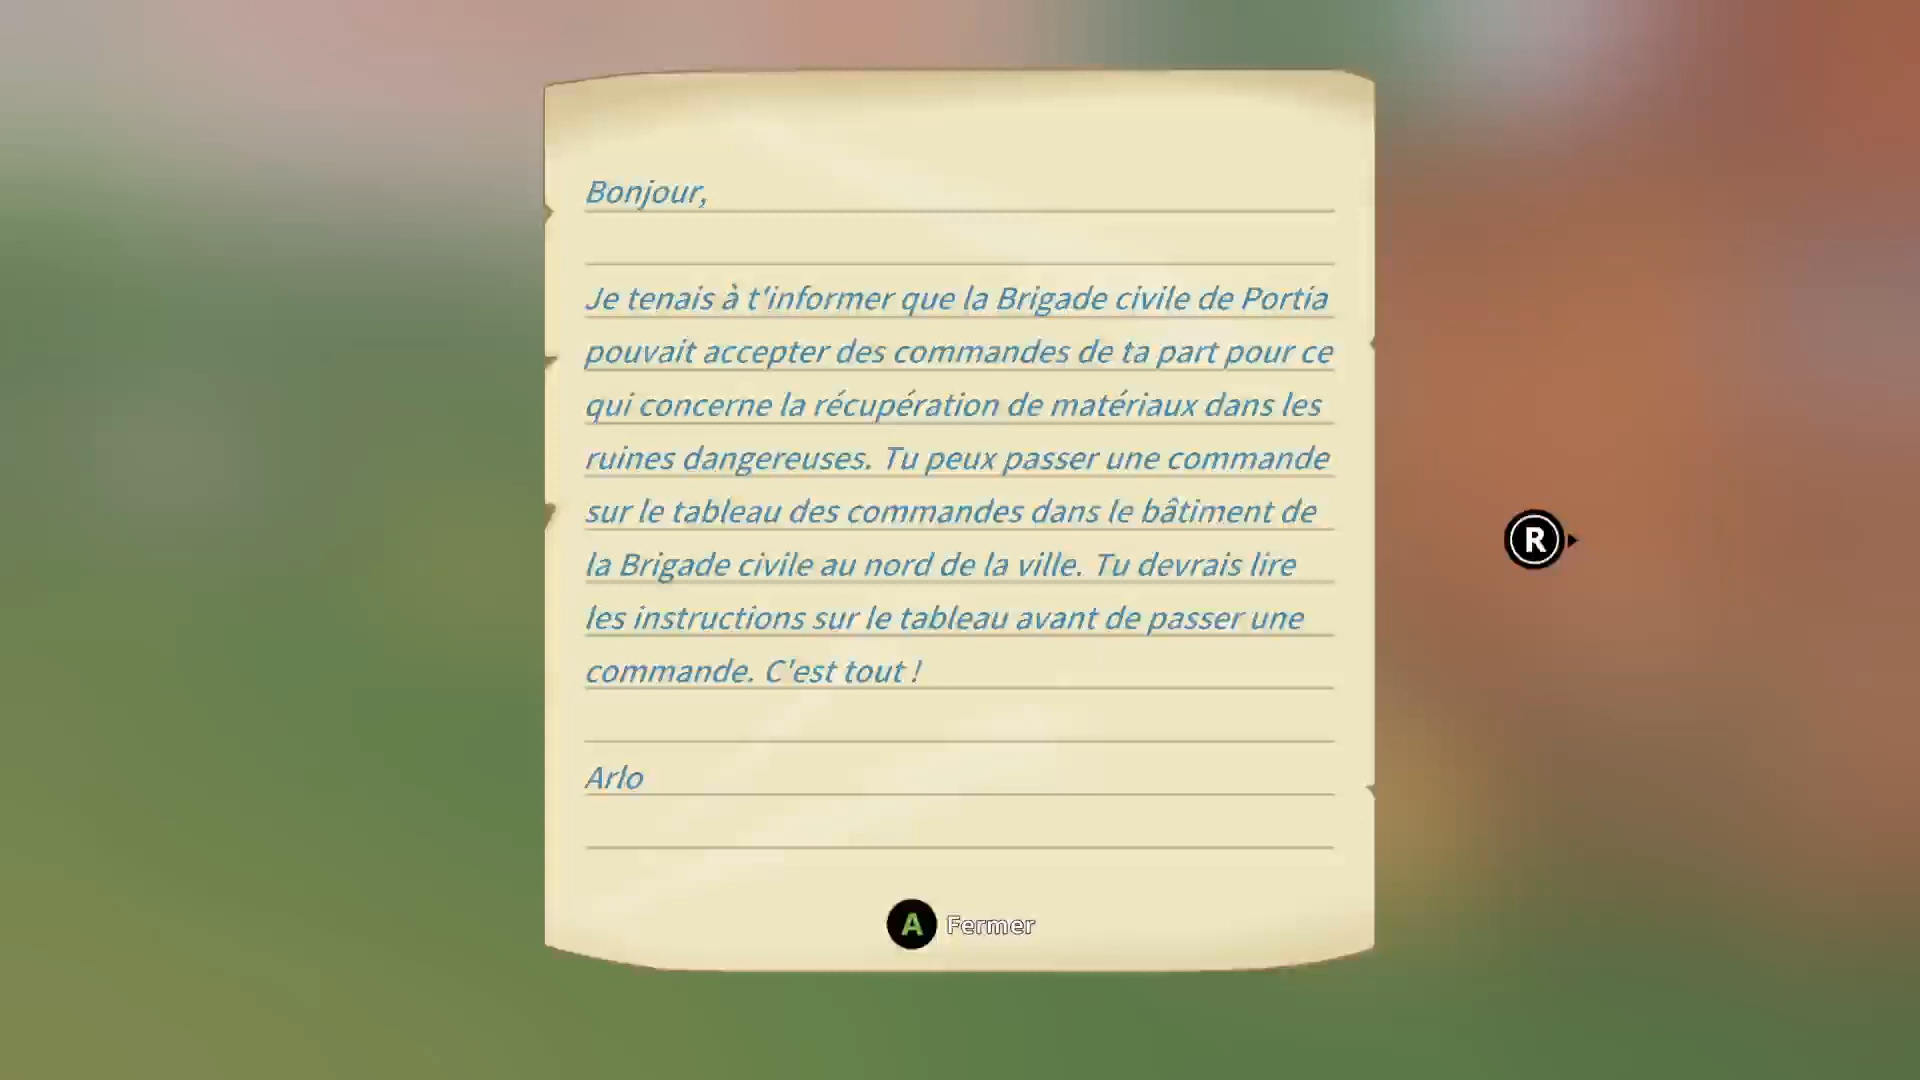 Bonjour,
Je tenais à t'informer que la Brigade civile de Portia
pouvait accepter des commandes de ta part pour ce
qui concerne la récupération de matériaux dans les
ruines dangereuses. Tu peux passer une commande
sur le tableau des commandes dans le bâtiment de
la Brigade civile au nord de la ville. Tu devrais lire
les instructions sur le tableau avant de passer une
commande. C'est tout !
Arlo
R
A Fermer